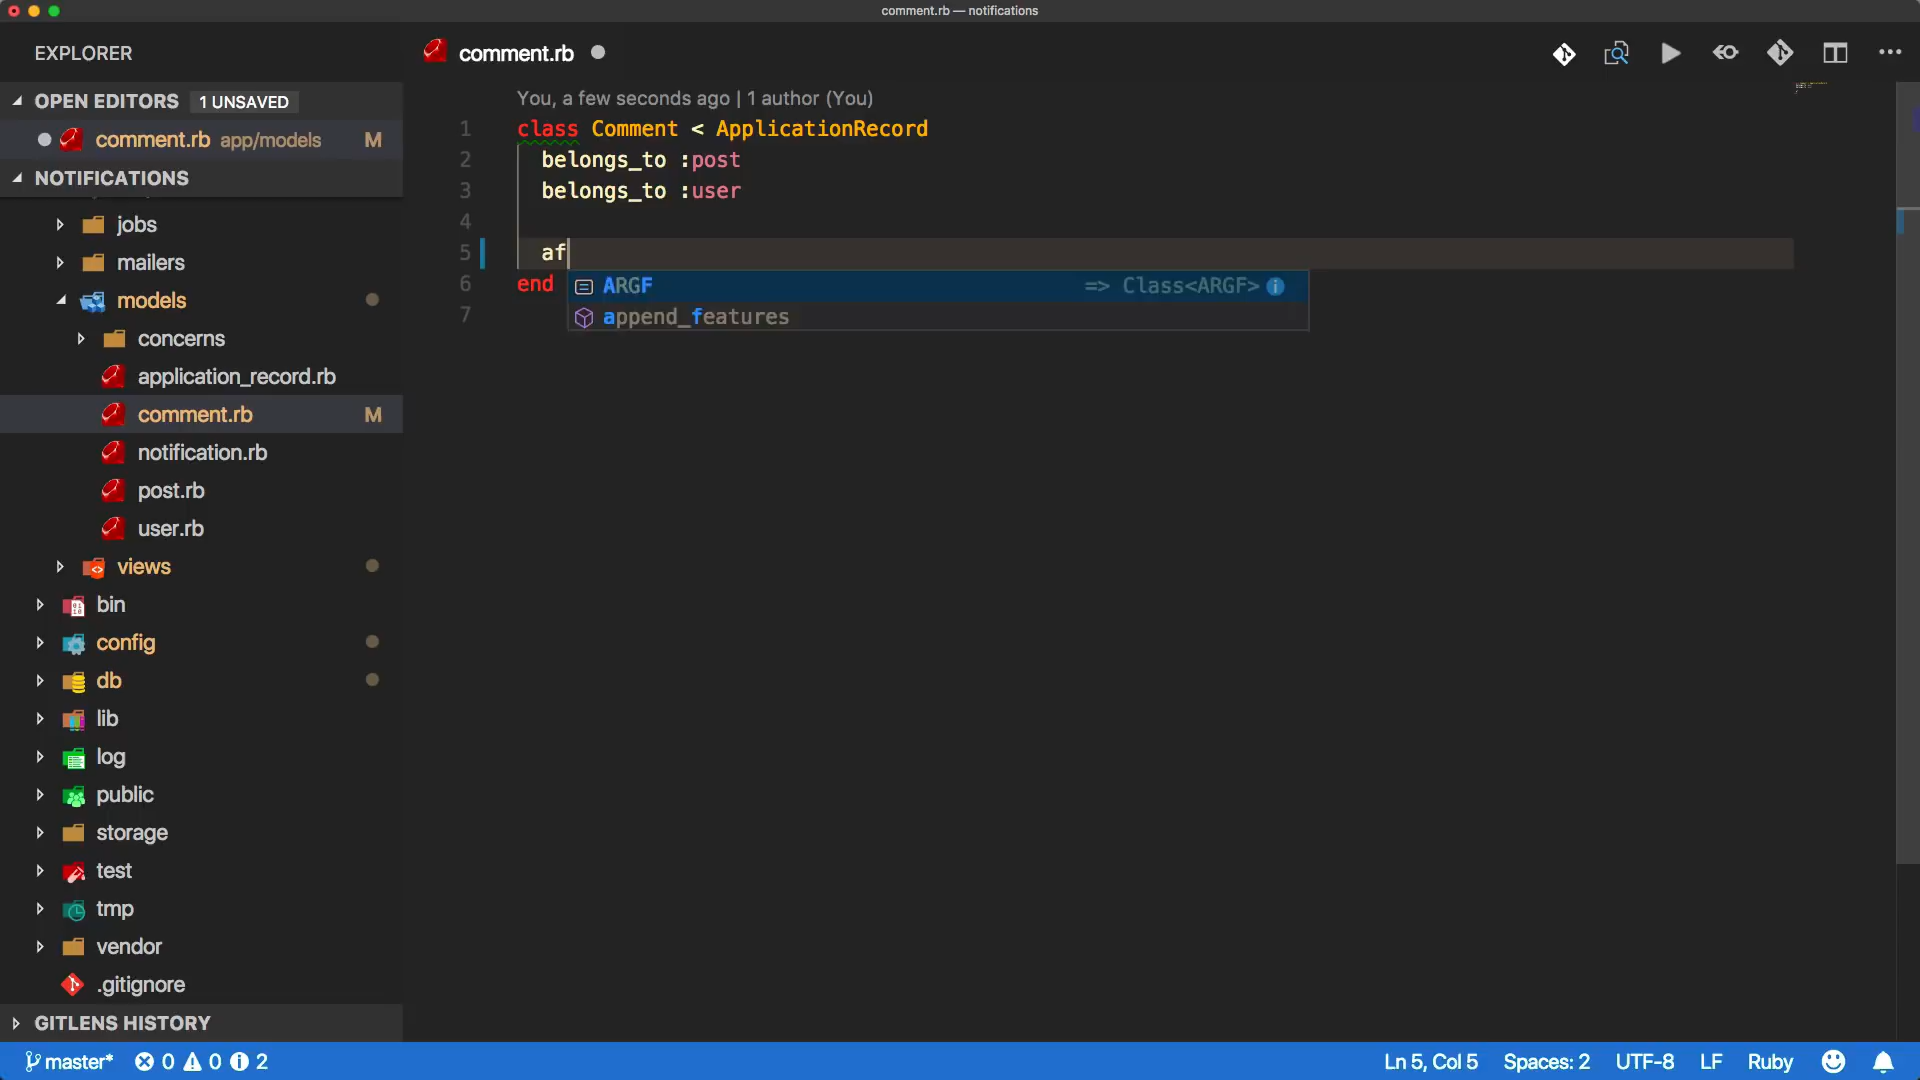 comment.rb — notifications
EXPLORER
OPEN EDITORS 1 UNSAVED
comment.rb app/models M
NOTIFICATIONS
jobs
mailers
models
concerns
application_record.rb
comment.rb M
notification.rb
post.rb
user.rb
views
bin
config
db
lib
log
public
storage
test
tmp
vendor
.gitignore
GITLENS HISTORY
comment.rb
You, a few seconds ago | 1 author (You)
1 class Comment < ApplicationRecord
2 belongs_to :post
3 belongs_to :user
4
5 af
6 end
7
ARGF => Class<ARGF>
append_features
master* 0 0 2
Ln 5, Col 5 Spaces: 2 UTF-8 LF Ruby